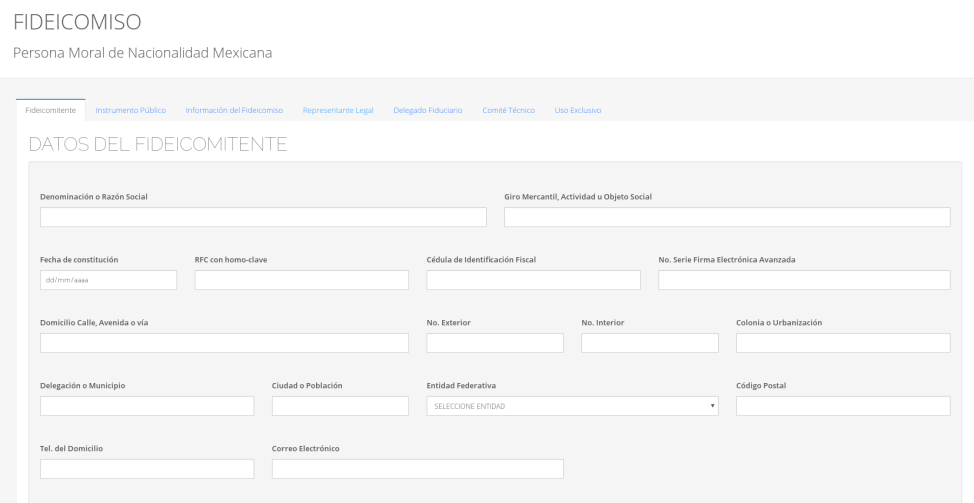 FIDEICOMISO
Persona Moral de Nacionalidad Mexicana
Fideicomitente Instrumento Público Información del Fideicomiso Representante Legal Delegado Fiduciario Comité Técnico Uso Exclusivo
DATOS DEL FIDEICOMITENTE
Denominación o Razón Social Giro Mercantil, Actividad u Objeto Social
Fecha de constitución RFC con homo-clave Cédula de Identificación Fiscal No. Serie Firma Electrónica Avanzada
dd/mm/aaaa
Domicilio Calle, Avenida o vía No. Exterior No. Interior Colonia o Urbanización
Delegación o Municipio Ciudad o Población Entidad Federativa Código Postal
SELECCIONE ENTIDAD
Tel. del Domicilio Correo Electrónico